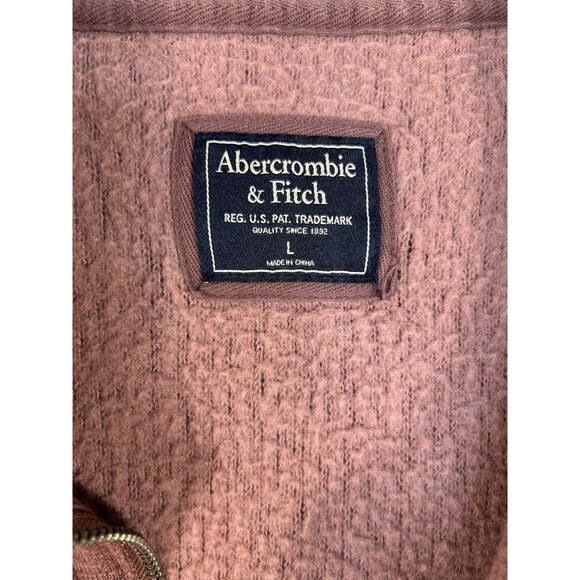 Abercrombie
& Fitch
REG. U.S. PAT. TRADEMARK
QUALITY SINCE 1892
L
MADE IN CHINA